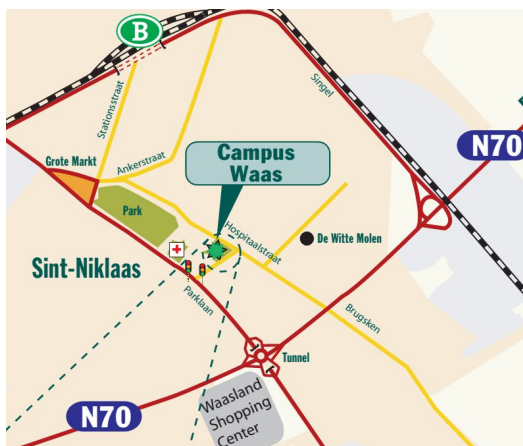 B
Singel
Stationsstraat
N70
Grote Markt
Ankerstraat
Campus
Waas
Park
Hospitaalstraat
De Witte Molen
Sint-Niklaas
Parklaan
Brugsken
Tunnel
N70
Waasland
Shopping
Center